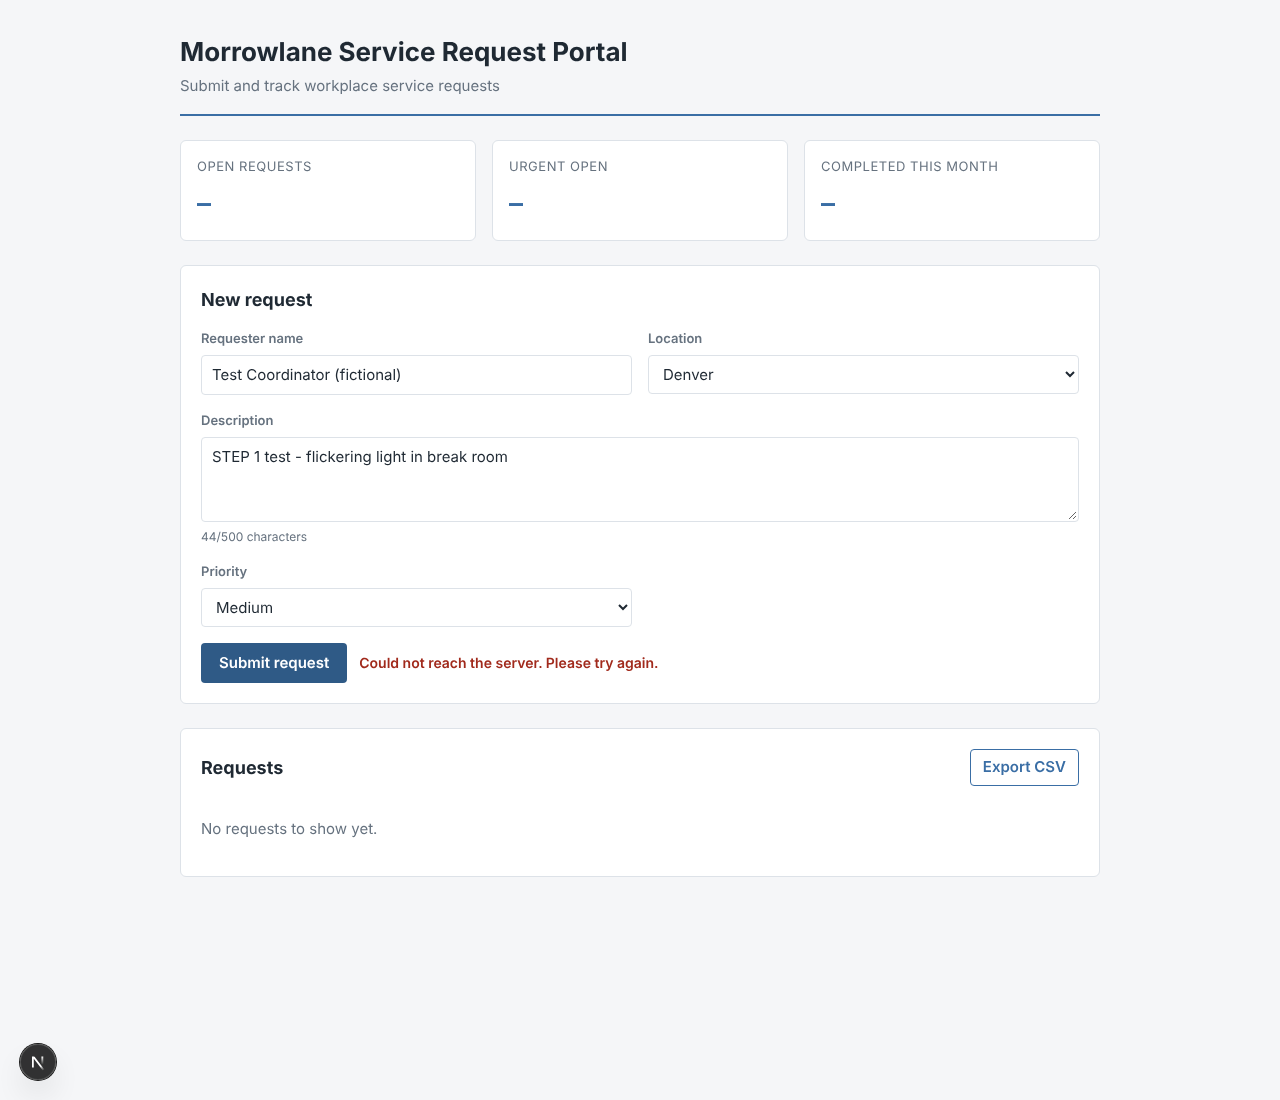 Morrowlane Service Request Portal
Submit and track workplace service requests
OPEN REQUESTS
–
URGENT OPEN
–
COMPLETED THIS MONTH
–
New request
Requester name
Location
Test Coordinator (fictional)
Denver
Description
STEP 1 test - flickering light in break room
44/500 characters
Priority
Medium
Submit request
Could not reach the server. Please try again.
Requests
Export CSV
No requests to show yet.
N